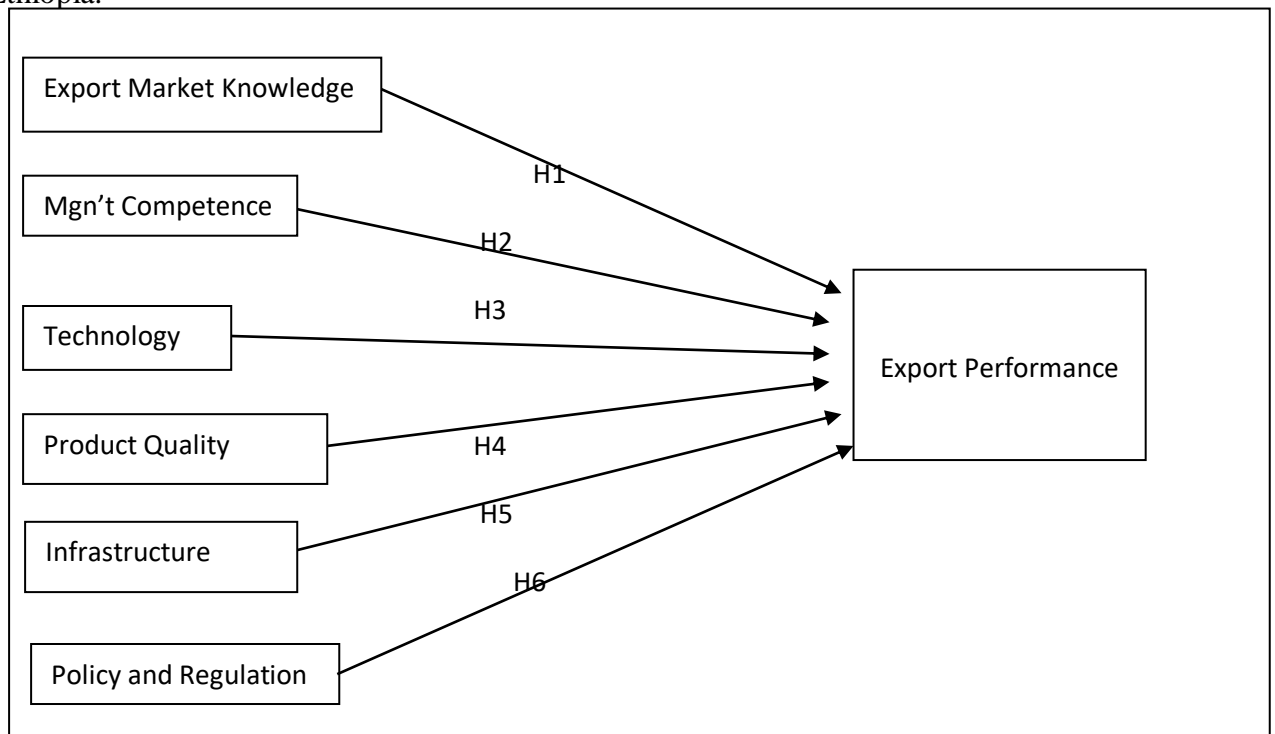 Export Market Knowledge
H1
Mgn't Competence
H2
H3
Technology
Export Performance
Product Quality
H4
H5
Infrastructure
H6
Policy and Regulation